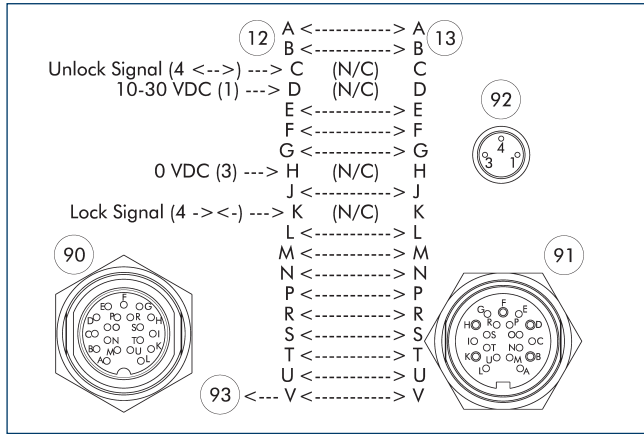 12 A <-----------> A 13
B <-----------> B
Unlock Signal (4 <-->) ---> C (N/C) C
10-30 VDC (1) ---> D (N/C) D
E <-----------> E
F <-----------> F
G <-----------> G
0 VDC (3) ---> H (N/C) H
J <-----------> J
Lock Signal (4 -><-) ---> K (N/C) K
L <-----------> L
M <-----------> M
N <-----------> N
P <-----------> P
R <-----------> R
S <-----------> S
T <-----------> T
U <-----------> U
93 <--- V <-----------> V
92
4
3 1
90
F
E G
D P R H
C O S I
N T
B M U K
A L
91
F
G E
H R P D
S O
I T N C
K U M B
L A